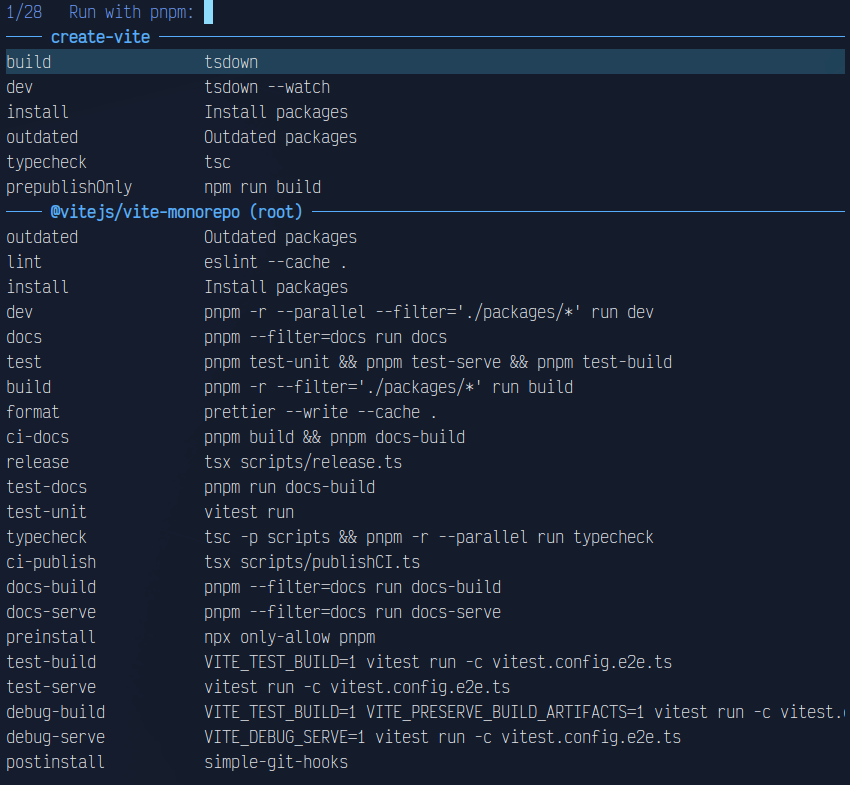 1/28 Run with pnpm:
create-vite
build tsdown
dev tsdown --watch
install Install packages
outdated Outdated packages
typecheck tsc
prepublishOnly npm run build
@vitejs/vite-monorepo (root)
outdated Outdated packages
lint eslint --cache .
install Install packages
dev pnpm -r --parallel --filter='./packages/*' run dev
docs pnpm --filter=docs run docs
test pnpm test-unit && pnpm test-serve && pnpm test-build
build pnpm -r --filter='./packages/*' run build
format prettier --write --cache .
ci-docs pnpm build && pnpm docs-build
release tsx scripts/release.ts
test-docs pnpm run docs-build
test-unit vitest run
typecheck tsc -p scripts && pnpm -r --parallel run typecheck
ci-publish tsx scripts/publishCI.ts
docs-build pnpm --filter=docs run docs-build
docs-serve pnpm --filter=docs run docs-serve
preinstall npx only-allow pnpm
test-build VITE_TEST_BUILD=1 vitest run -c vitest.config.e2e.ts
test-serve vitest run -c vitest.config.e2e.ts
debug-build VITE_TEST_BUILD=1 VITE_PRESERVE_BUILD_ARTIFACTS=1 vitest run -c vitest.
debug-serve VITE_DEBUG_SERVE=1 vitest run -c vitest.config.e2e.ts
postinstall simple-git-hooks